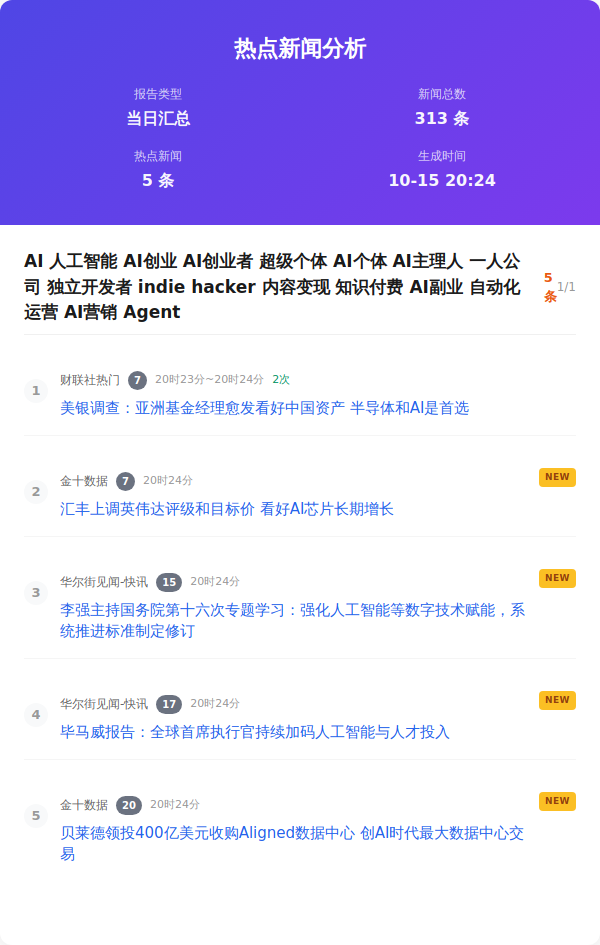 热点新闻分析
报告类型
新闻总数
当日汇总
313 条
热点新闻
生成时间
5 条
10-15 20:24
AI 人工智能 AI创业 AI创业者 超级个体 AI个体 AI主理人 一人公
司 独立开发者 indie hacker 内容变现 知识付费 AI副业 自动化
运营 AI营销 Agent
5
条
1/1
1
财联社热门 7 20时23分~20时24分 2次
美银调查：亚洲基金经理愈发看好中国资产 半导体和AI是首选
2
金十数据 7 20时24分
NEW
汇丰上调英伟达评级和目标价 看好AI芯片长期增长
3
华尔街见闻-快讯 15 20时24分
NEW
李强主持国务院第十六次专题学习：强化人工智能等数字技术赋能，系
统推进标准制定修订
4
华尔街见闻-快讯 17 20时24分
NEW
毕马威报告：全球首席执行官持续加码人工智能与人才投入
5
金十数据 20 20时24分
NEW
贝莱德领投400亿美元收购Aligned数据中心 创AI时代最大数据中心交
易